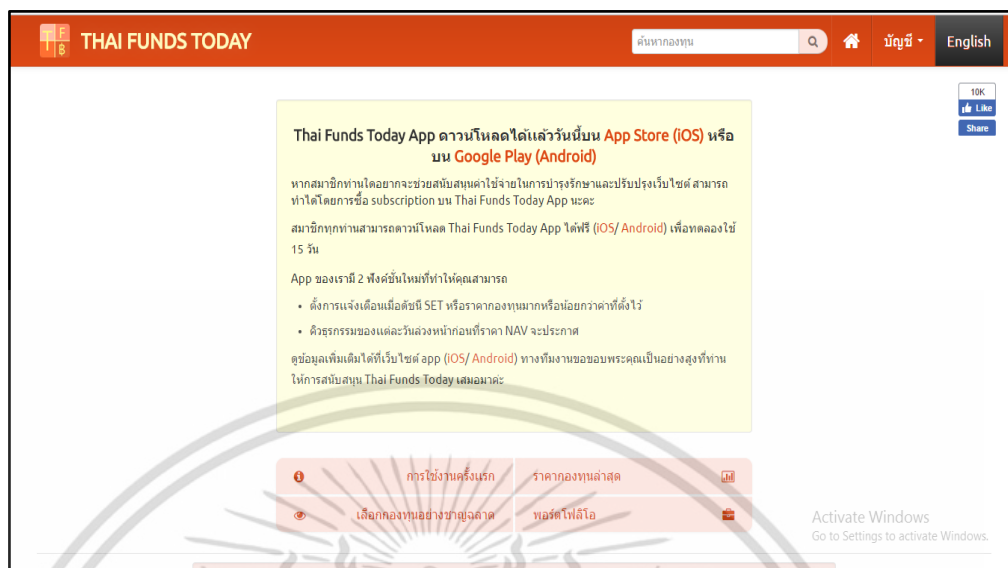 THAI FUNDS TODAY
ค้นหากองทุน
บัญชี
English
10K
Like
Share
Thai Funds Today App ดาวน์โหลดได้แล้ววันนี้บน App Store (iOS) หรือ
บน Google Play (Android)
หากสมาชิกท่านใดอยากจะช่วยสนับสนุนค่าใช้จ่ายในการบำรุงรักษาและปรับปรุงเว็บไซต์ สามารถ
ทำได้โดยการซื้อ subscription บน Thai Funds Today App นะคะ
สมาชิกทุกท่านสามารถดาวน์โหลด Thai Funds Today App ได้ฟรี (iOS/ Android) เพื่อทดลองใช้
15 วัน
App ของเรามี 2 ฟังค์ชั่นใหม่ที่ทำให้คุณสามารถ
• ตั้งการแจ้งเตือนเมื่อดัชนี SET หรือราคากองทุนมากหรือน้อยกว่าค่าที่ตั้งไว้
• คิวธุรกรรมของแต่ละวันล่วงหน้าก่อนที่ราคา NAV จะประกาศ
ดูข้อมูลเพิ่มเติมได้ที่เว็บไซต์ app (iOS/ Android) ทางทีมงานขอขอบพระคุณเป็นอย่างสูงที่ท่าน
ให้การสนับสนุน Thai Funds Today เสมอมาค่ะ
การใช้งานครั้งแรก
ราคากองทุนล่าสุด
เลือกกองทุนอย่างชาญฉลาด
พอร์ตโฟลิโอ
Activate Windows
Go to Settings to activate Windows.